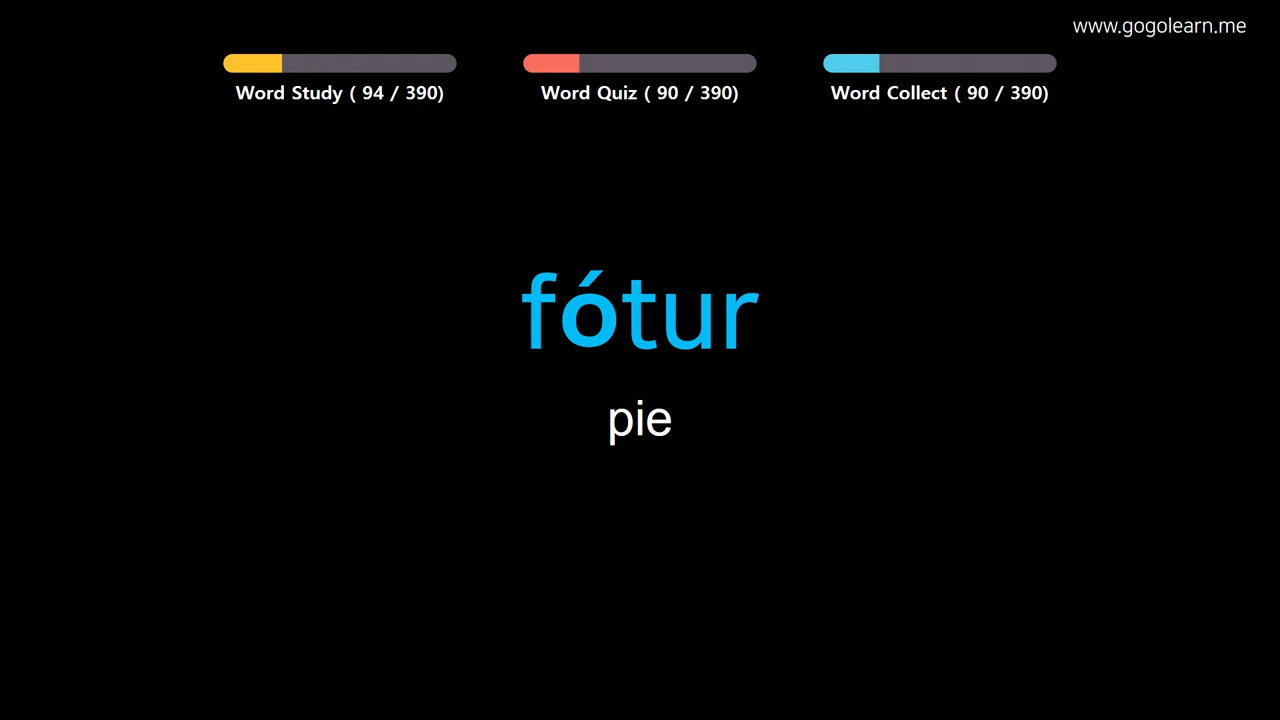 www.gogolearn.me
Word Study ( 94 / 390)
Word Quiz ( 90 / 390)
Word Collect ( 90 / 390)
fótur
pie